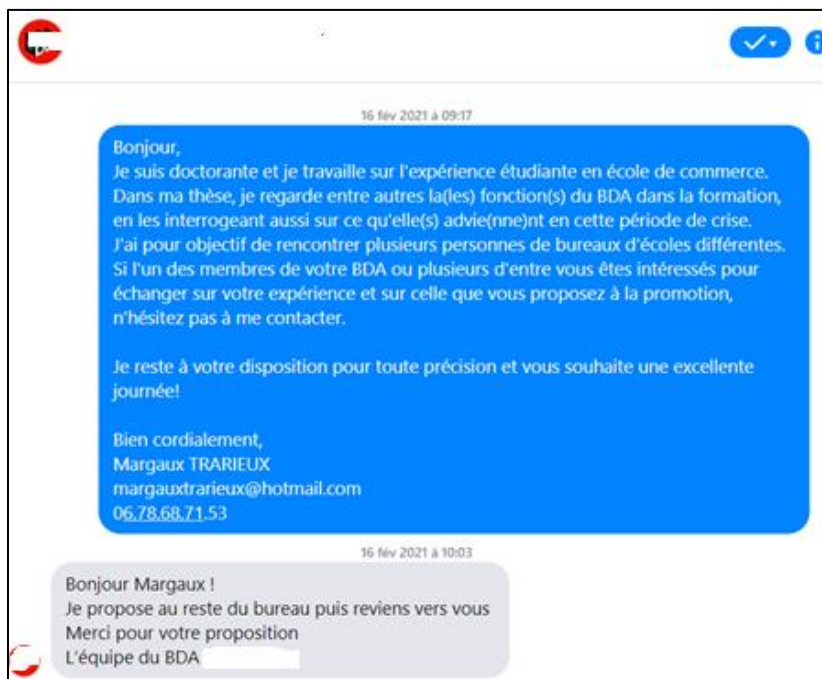 16 fév 2021 à 09:17
Bonjour,
Je suis doctorante et je travaille sur l'expérience étudiante en école de commerce.
Dans ma thèse, je regarde entre autres la(les) fonction(s) du BDA dans la formation,
en les interrogeant aussi sur ce qu'elle(s) advie(nne)nt en cette période de crise.
J'ai pour objectif de rencontrer plusieurs personnes de bureaux d'écoles différentes.
Si l'un des membres de votre BDA ou plusieurs d'entre vous êtes intéressés pour
échanger sur votre expérience et sur celle que vous proposez à la promotion,
n'hésitez pas à me contacter.
Je reste à votre disposition pour toute précision et vous souhaite une excellente
journée!
Bien cordialement,
Margaux TRARIEUX
margauxtrarieux@hotmail.com
06.78.68.71.53
16 fév 2021 à 10:03
Bonjour Margaux !
Je propose au reste du bureau puis reviens vers vous
Merci pour votre proposition
L'équipe du BDA